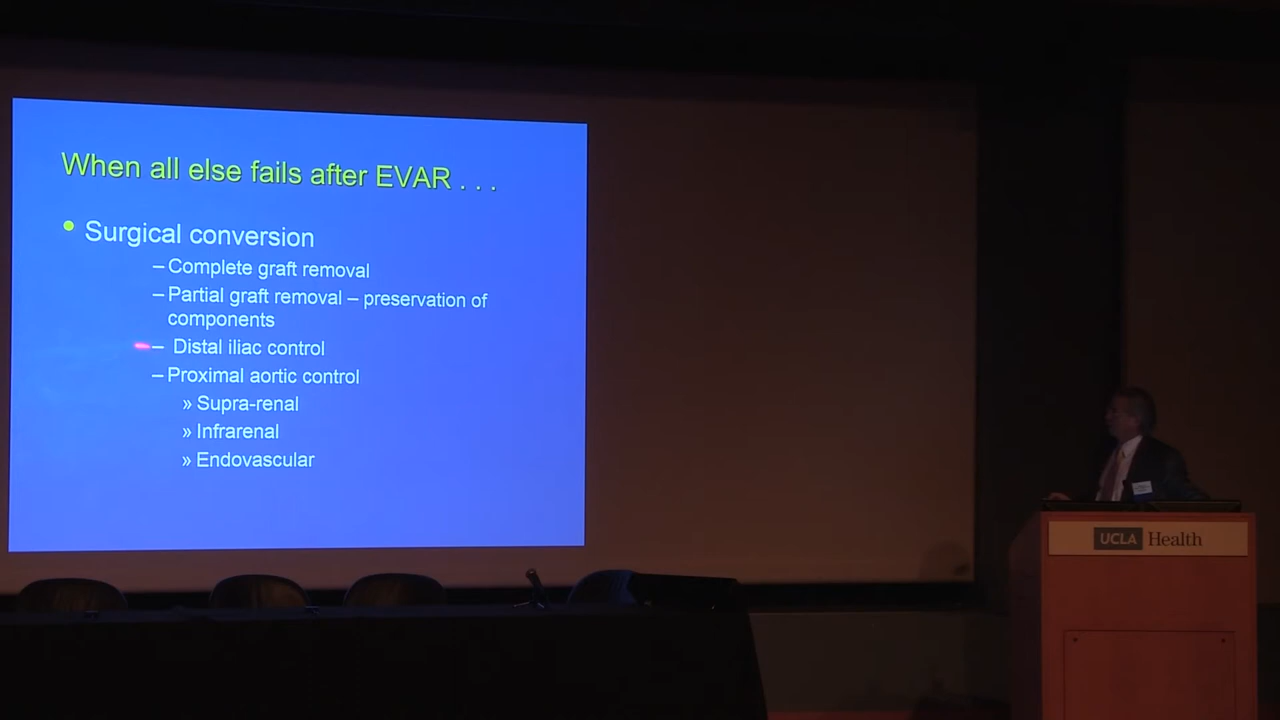 When all else fails after EVAR . . .
• Surgical conversion
– Complete graft removal
– Partial graft removal – preservation of
components
– Distal iliac control
– Proximal aortic control
» Supra-renal
» Infrarenal
» Endovascular
UCLA Health